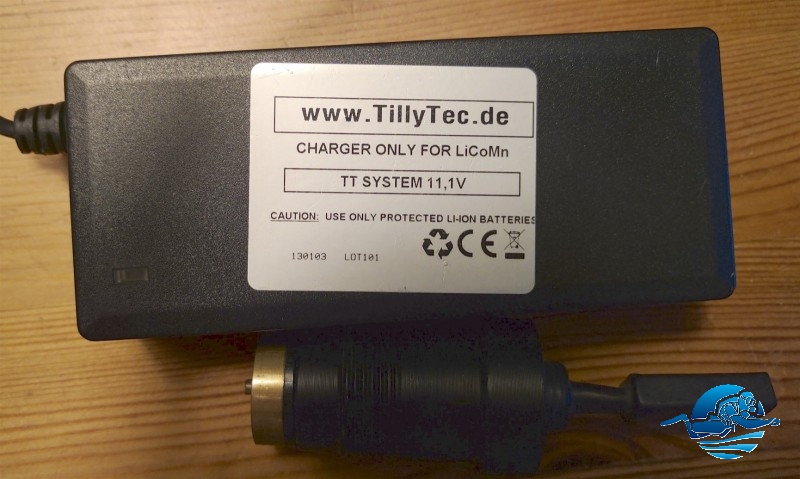 www.TillyTec.de
CHARGER ONLY FOR LiCoMn
TT SYSTEM 11,1V
CAUTION: USE ONLY PROTECTED LI-ION BATTERIES
CE
130103 LOT101